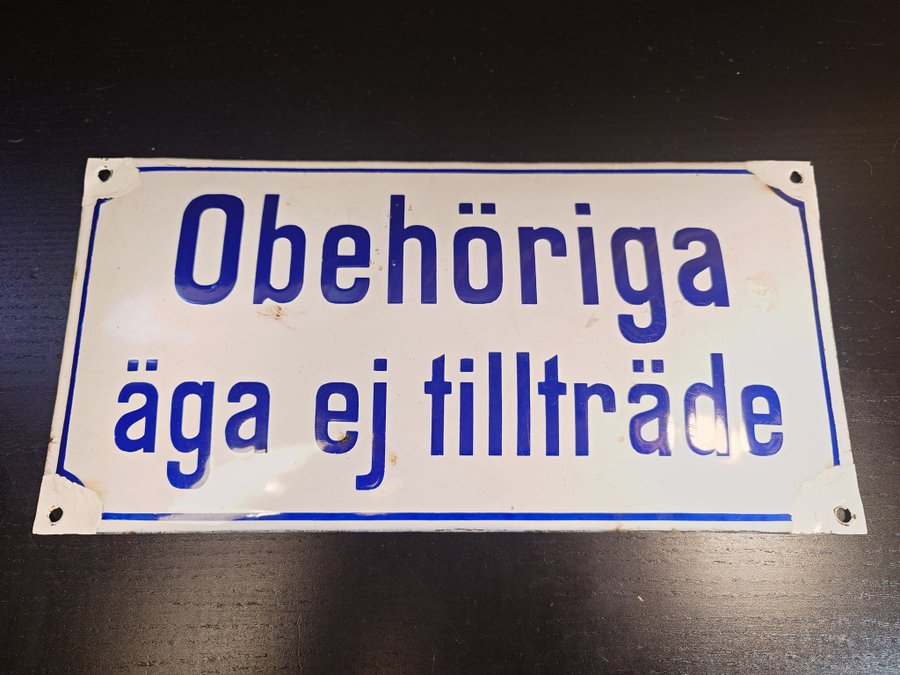 Obehöriga
äga ej tillträde